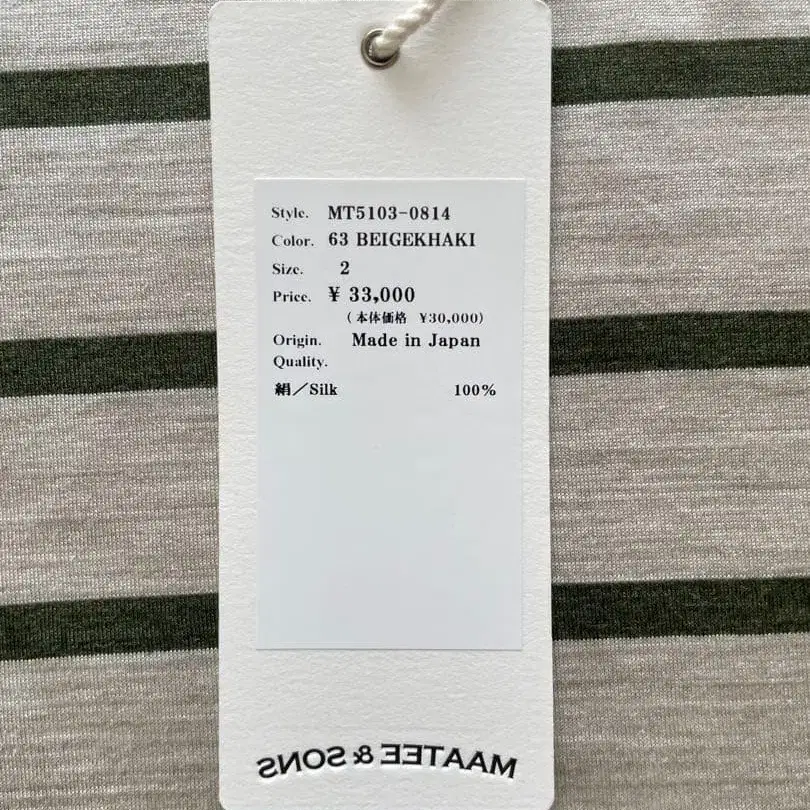 Style. MT5103-0814
Color. 63 BEIGEKHAKI
Size. 2
Price. ¥ 33,000
(本体価格 ¥30,000)
Origin. Made in Japan
Quality.
絹／Silk 100%
MAATEE & SONS